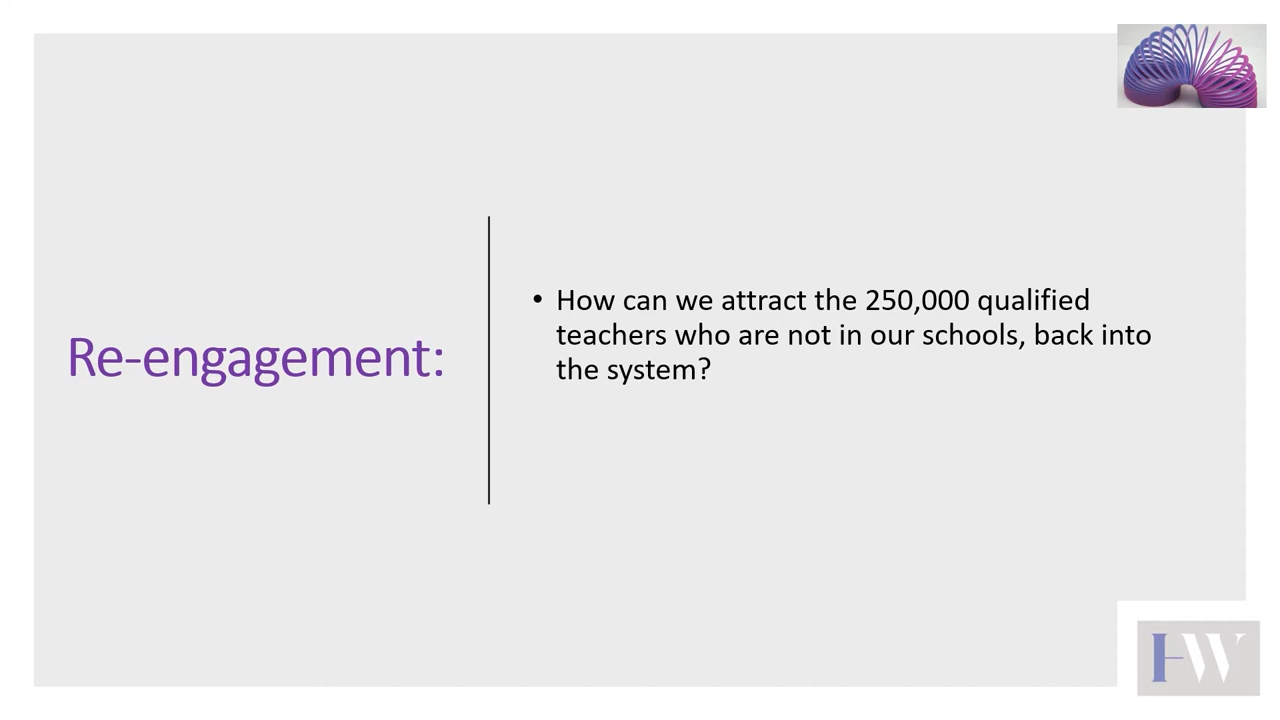 Re-engagement:
• How can we attract the 250,000 qualified
teachers who are not in our schools, back into
the system?
HW